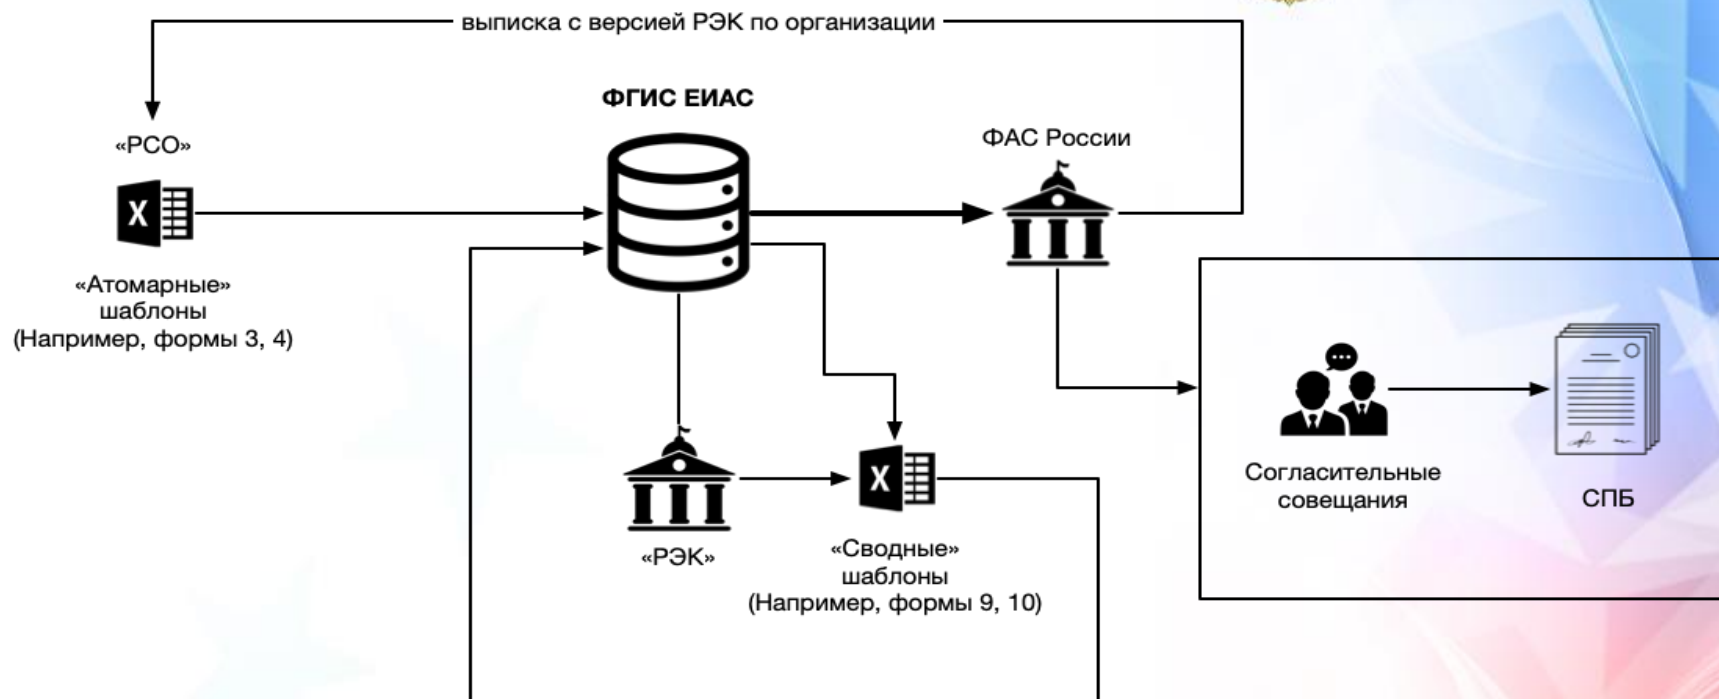 выписка с версией РЭК по организации
ФГИС ЕИАС
ФАС России
«РСО»
X
«Атомарные»
шаблоны
(Например, формы 3, 4)
Согласительные
совещания
СПБ
X
«РЭК»
«Сводные»
шаблоны
(Например, формы 9, 10)